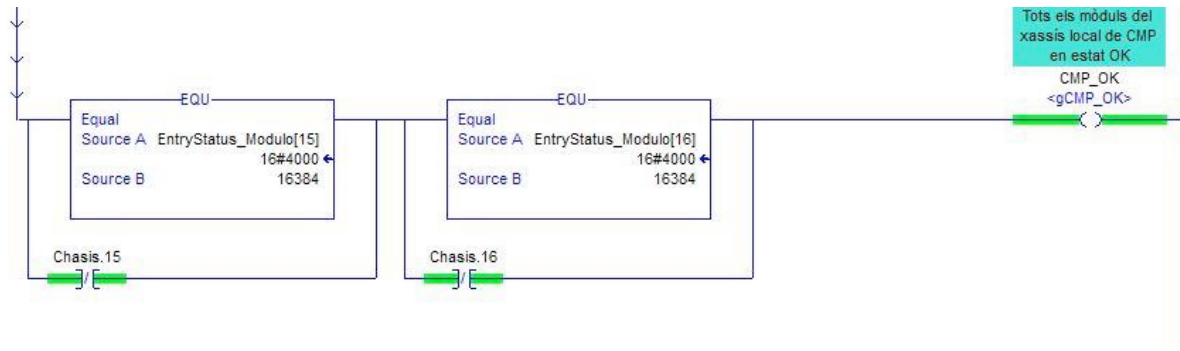 Tots els mòduls del
xassís local de CMP
en estat OK
CMP_OK
<gCMP_OK>
EQU
Equal
Source A EntryStatus_Modulo[15]
16#4000
Source B 16384
EQU
Equal
Source A EntryStatus_Modulo[16]
16#4000
Source B 16384
Chasis.15
Chasis.16